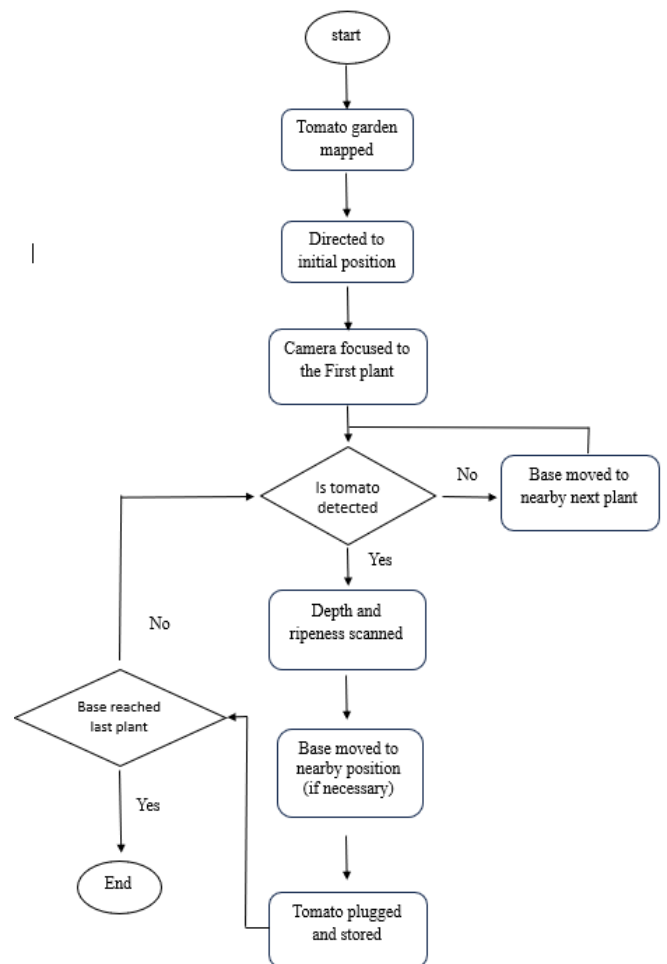 start
Tomato garden
mapped
Directed to
initial position
Camera focused to
the First plant
Is tomato
detected
No
Base moved to
nearby next plant
Yes
Depth and
ripeness scanned
No
Base reached
last plant
Base moved to
nearby position
(if necessary)
Yes
End
Tomato plugged
and stored